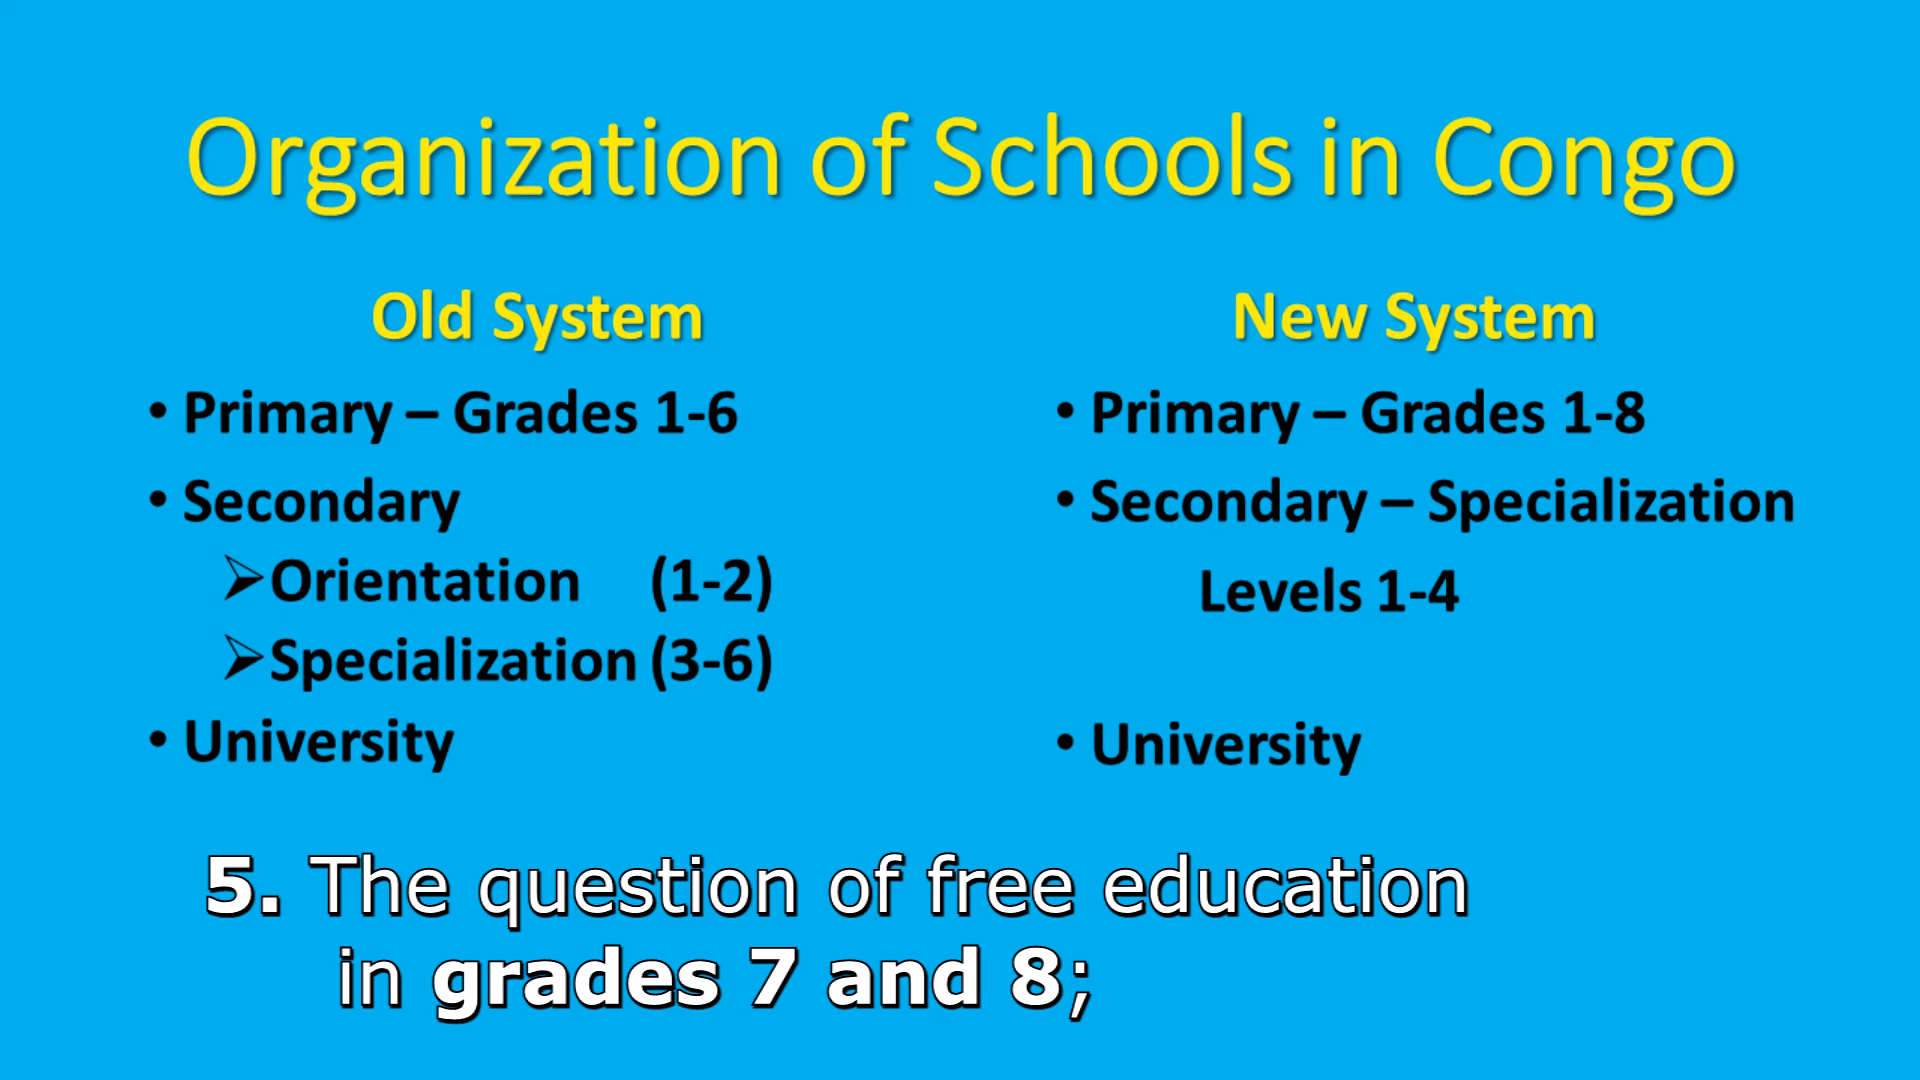 Organization of Schools in Congo
Old System
• Primary – Grades 1-6
• Secondary
➢Orientation (1-2)
➢Specialization (3-6)
• University
New System
• Primary – Grades 1-8
• Secondary – Specialization
Levels 1-4
• University
5. The question of free education
in grades 7 and 8;